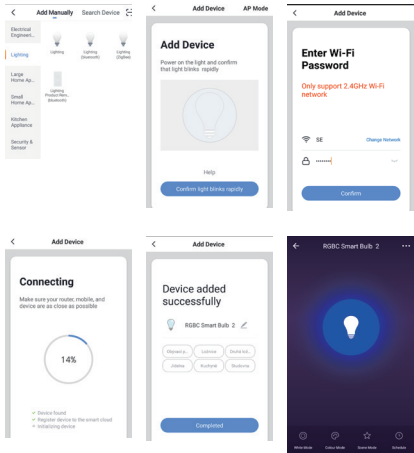 Add Manually Search Device
Electrical
Engineeri...
Lighting
Large
Home Ap...
Small
Home Ap...
Kitchen
Appliance
Security &
Sensor
Lighting
Lighting
(bluetooth)
Lighting
(Zigbee)
Lighting
(Bluetooth)
Add Device AP Mode
Add Device
Power on the light and confirm
that light blinks rapidly
Help
Confirm light blinks rapidly
Add Device
Enter Wi-Fi
Password
Only support 2.4GHz Wi-Fi
network
SE Change Network
Confirm
Add Device
Connecting
Make sure your router, mobile, and
device are as close as possible
14%
Device found
Register device to the smart cloud
Initializing device
Add Device
Device added
successfully
RGBC Smart Bulb 2
Ložnice
Jídelna Kuchyně
Completed
RGBC Smart Bulb 2
White Mode Colour Mode Scene Mode Schedule